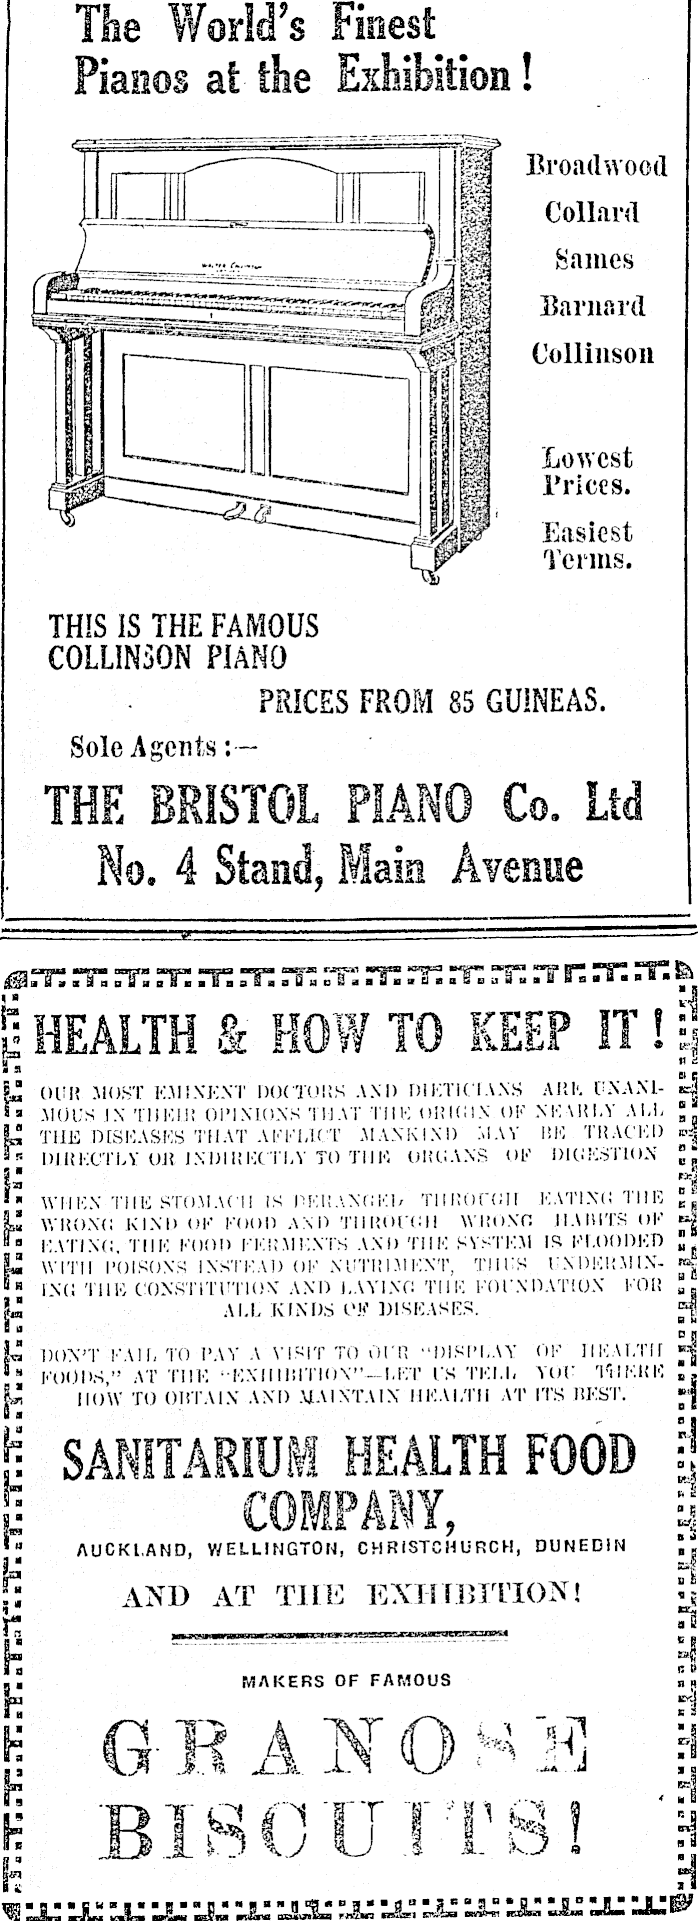 The World's Finest
Pianos at the Exhibition!
Broadwood
Collard
Sames
Barnard
Collinson
Lowest
Prices.
Easiest
Terms.
THIS IS THE FAMOUS
COLLINSON PIANO
PRICES FROM 85 GUINEAS.
Sole Agents:—
THE BRISTOL PIANO Co. Ltd
No. 4 Stand, Main Avenue
HEALTH & HOW TO KEEP IT!
OUR MOST EMINENT DOCTORS AND DIETICIANS ARE UNANI-
MOUS IN THEIR OPINIONS THAT THE ORIGIN OF NEARLY ALL
THE DISEASES THAT AFFLICT MANKIND MAY BE TRACED
DIRECTLY OR INDIRECTLY TO THE ORGANS OF DIGESTION
WHEN THE STOMACH IS DERANGED THROUGH EATING THE
WRONG KIND OF FOOD AND THROUGH WRONG HABITS OF
EATING, THE FOOD FERMENTS AND THE SYSTEM IS FLOODED
WITH POISONS INSTEAD OF NUTRIMENT, THUS UNDERMIN-
ING THE CONSTITUTION AND LAYING THE FOUNDATION FOR
ALL KINDS OF DISEASES.
DON'T FAIL TO PAY A VISIT TO OUR "DISPLAY OF HEALTH
FOODS," AT THE "EXHIBITION"—LET US TELL YOU THERE
HOW TO OBTAIN AND MAINTAIN HEALTH AT ITS BEST.
SANITARIUM HEALTH FOOD
COMPANY,
AUCKLAND, WELLINGTON, CHRISTCHURCH, DUNEDIN
AND AT THE EXHIBITION!
MAKERS OF FAMOUS
GRANOSE
BISCUITS!